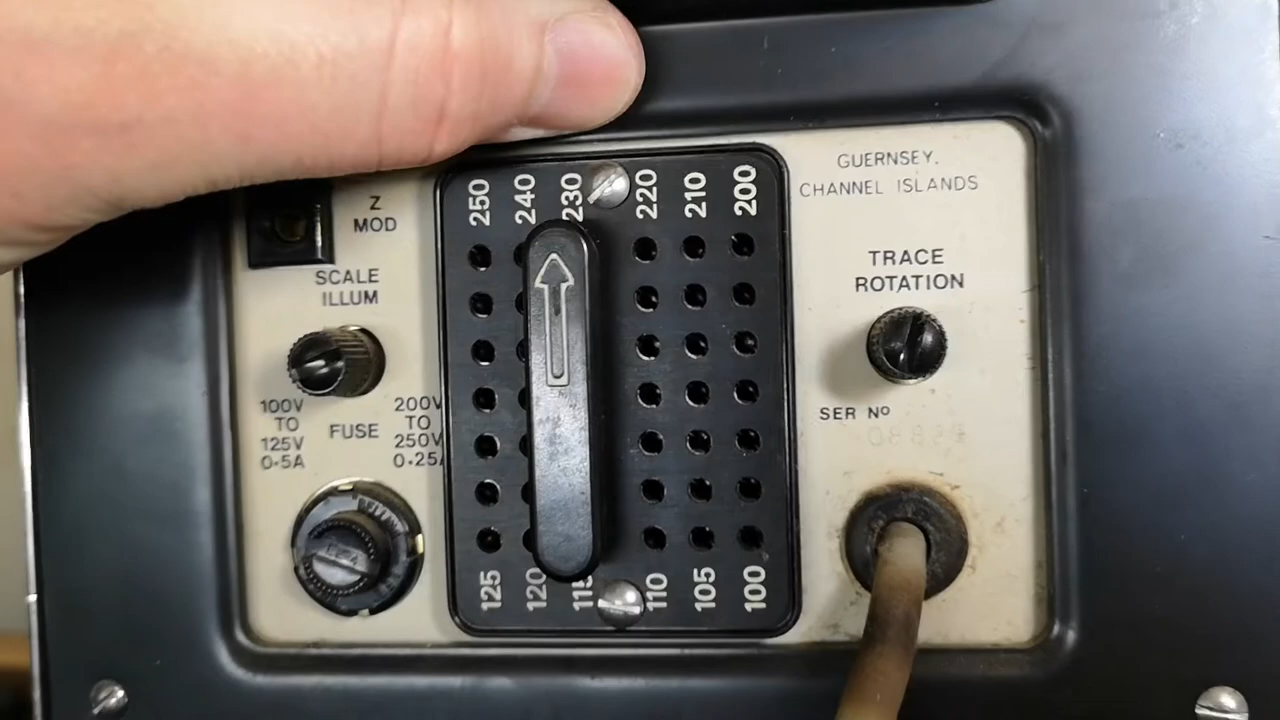 250
240
230
220
210
200
GUERNSEY.
CHANNEL ISLANDS
Z
MOD
SCALE
ILLUM
TRACE
ROTATION
100V
TO
125V
0·5A
FUSE
200V
TO
250V
0·25A
SER Nº
125
120
115
110
105
100